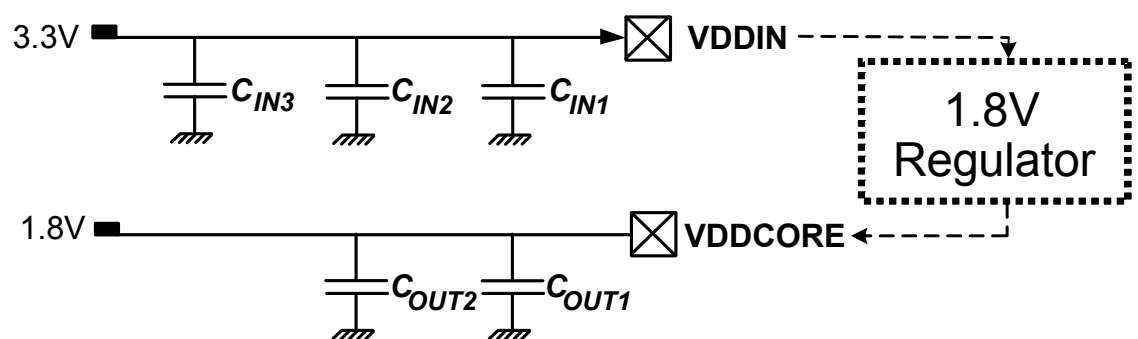 3.3V
C_IN3
C_IN2
C_IN1
VDDIN
1.8V
Regulator
1.8V
C_OUT2
C_OUT1
VDDCORE